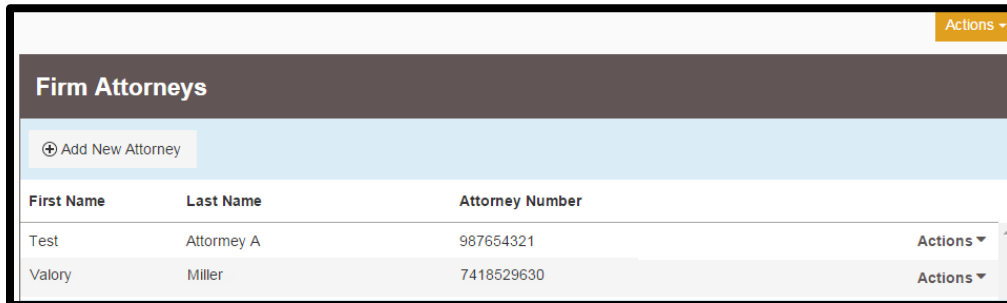 Actions
Firm Attorneys
Add New Attorney
First Name Last Name Attorney Number
Test Attormey A 987654321 Actions
Valory Miller 7418529630 Actions